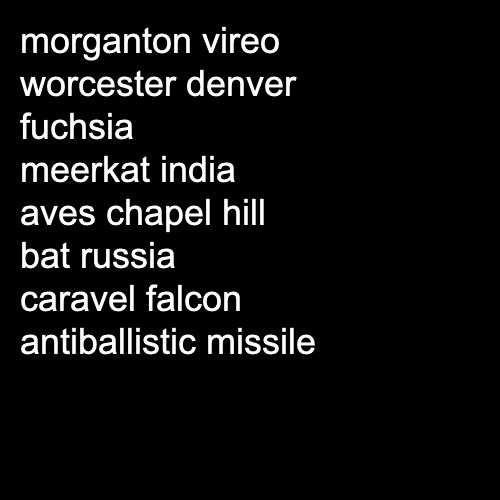 morganton vireo
worcester denver
fuchsia
meerkat india
aves chapel hill
bat russia
caravel falcon
antiballistic missile